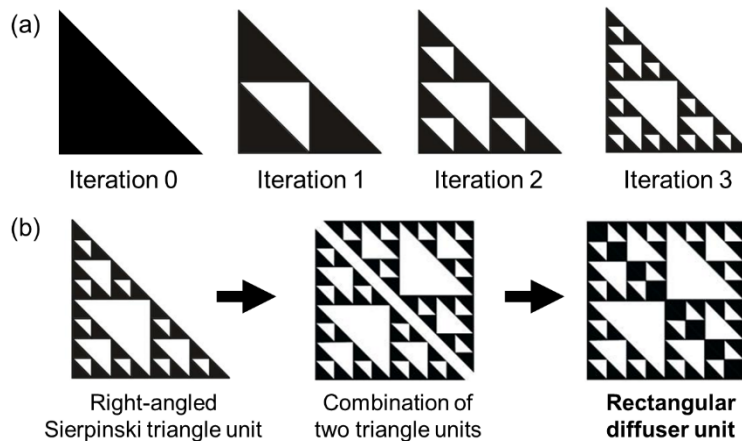 (a)
Iteration 0
Iteration 1
Iteration 2
Iteration 3
(b)
Right-angled
Sierpinski triangle unit
Combination of
two triangle units
Rectangular
diffuser unit